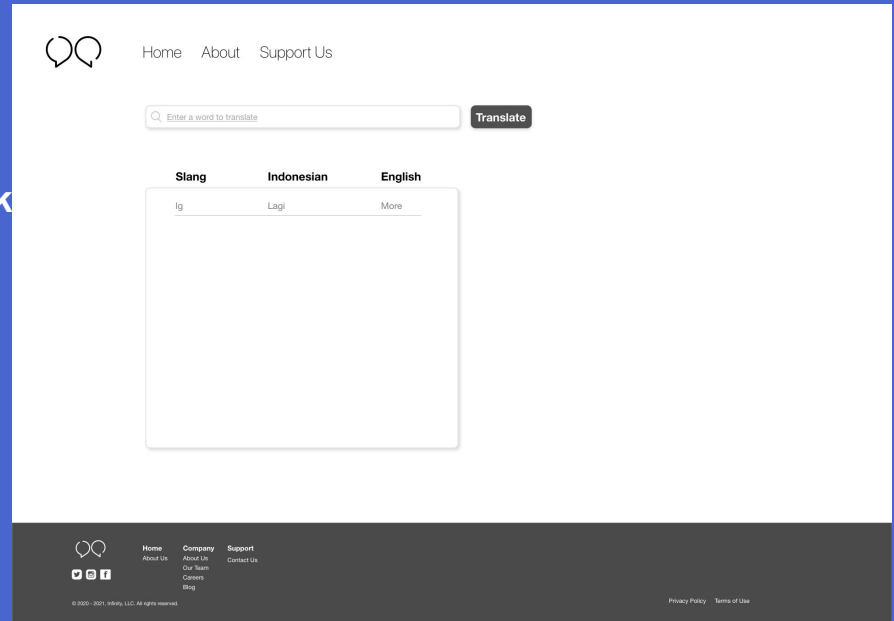 Home About Support Us
Enter a word to translate
Translate
Slang Indonesian English
lg Lagi More
k
Home Company Support
About Us About Us Contact Us
Our Team
Careers
Blog
© 2020 - 2021, Infinity, LLC. All rights reserved.
Privacy Policy Terms of Use